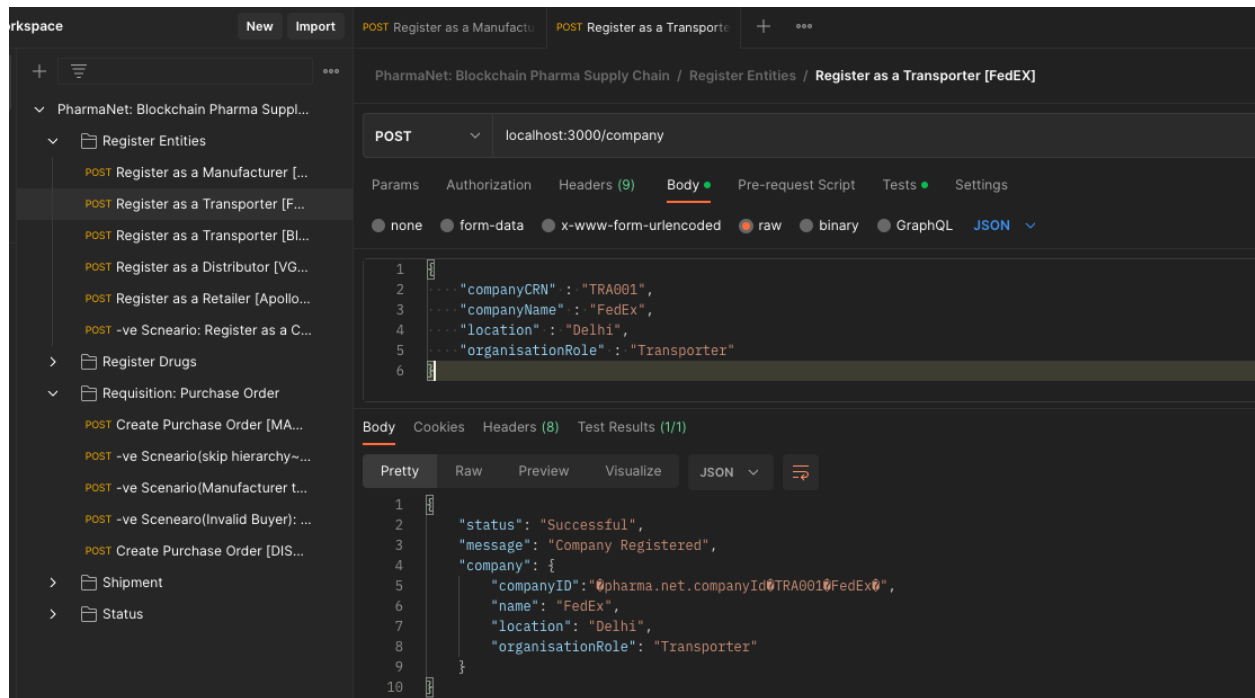 rkspace New Import
POST Register as a Manufactu POST Register as a Transporte
PharmaNet: Blockchain Pharma Supply Chain / Register Entities / Register as a Transporter [FedEX]
PharmaNet: Blockchain Pharma Suppl...
Register Entities
POST Register as a Manufacturer [...
POST Register as a Transporter [F...
POST Register as a Transporter [Bl...
POST Register as a Distributor [VG...
POST Register as a Retailer [Apollo...
POST -ve Scneario: Register as a C...
Register Drugs
Requisition: Purchase Order
POST Create Purchase Order [MA...
POST -ve Scneario(skip hierarchy~...
POST -ve Scenario(Manufacturer t...
POST -ve Scenearo(Invalid Buyer): ...
POST Create Purchase Order [DIS...
Shipment
Status
POST localhost:3000/company
Params Authorization Headers (9) Body Pre-request Script Tests Settings
none form-data x-www-form-urlencoded raw binary GraphQL JSON
1 {
2 "companyCRN" : "TRA001",
3 "companyName" : "FedEx",
4 "location" : "Delhi",
5 "organisationRole" : "Transporter"
6 }
Body Cookies Headers (8) Test Results (1/1)
Pretty Raw Preview Visualize JSON
1 {
2 "status": "Successful",
3 "message": "Company Registered",
4 "company": {
5 "companyID":"�pharma.net.companyId�TRA001�FedEx�",
6 "name": "FedEx",
7 "location": "Delhi",
8 "organisationRole": "Transporter"
9 }
10 }